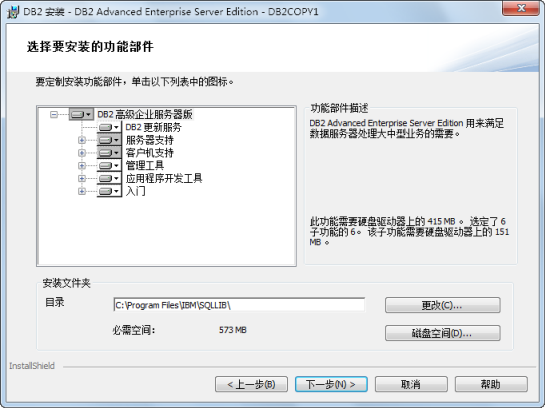 DB2 安装 - DB2 Advanced Enterprise Server Edition - DB2COPY1
选择要安装的功能部件
要定制安装功能部件，单击以下列表中的图标。
DB2 高级企业服务器版
DB2 更新服务
服务器支持
客户机支持
管理工具
应用程序开发工具
入门
功能部件描述
DB2 Advanced Enterprise Server Edition 用来满足
数据服务器处理大中型业务的需要。
此功能需要硬盘驱动器上的 415 MB 。 选定了 6
子功能的 6。 该子功能需要硬盘驱动器上的 151
MB 。
安装文件夹
目录
C:\Program Files\IBM\SQLLIB\
更改(C)...
必需空间:
573 MB
磁盘空间(D)...
InstallShield
< 上一步(B)
下一步(N) >
取消
帮助